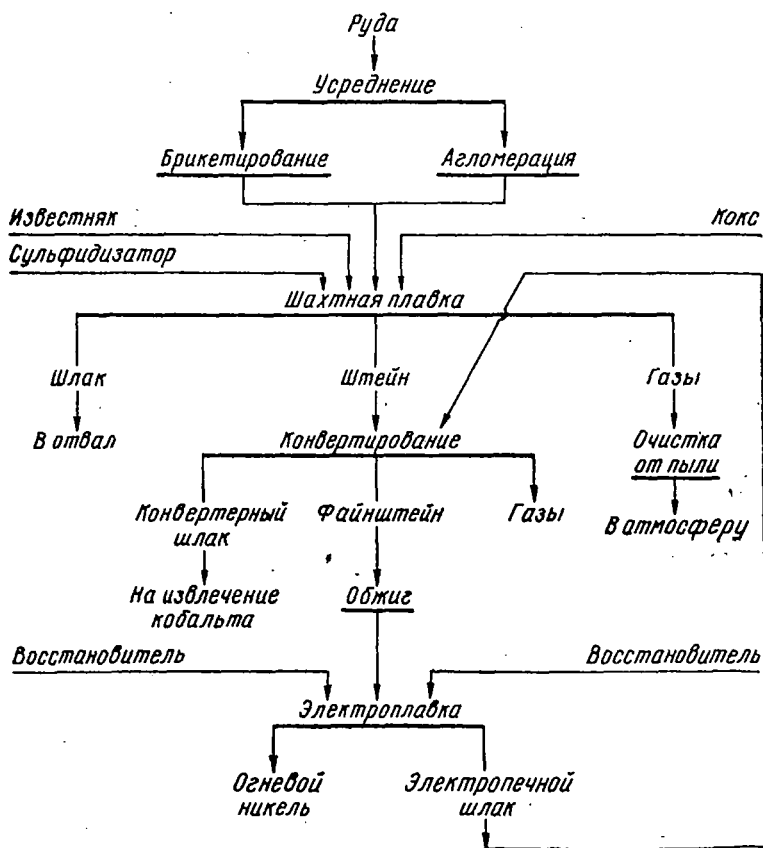 Руда
Усреднение
Брикетирование
Агломерация
Известняк
Кокс
Сульфидизатор
Шахтная плавка
Шлак
Штейн
Газы
В отвал
Конвертирование
Очистка
от пыли
Конвертерный
шлак
Файнштейн
Газы
В атмосферу
На извлечение
кобальта
Обжиг
Восстановитель
Восстановитель
Электроплавка
Огневой
никель
Электропечной
шлак